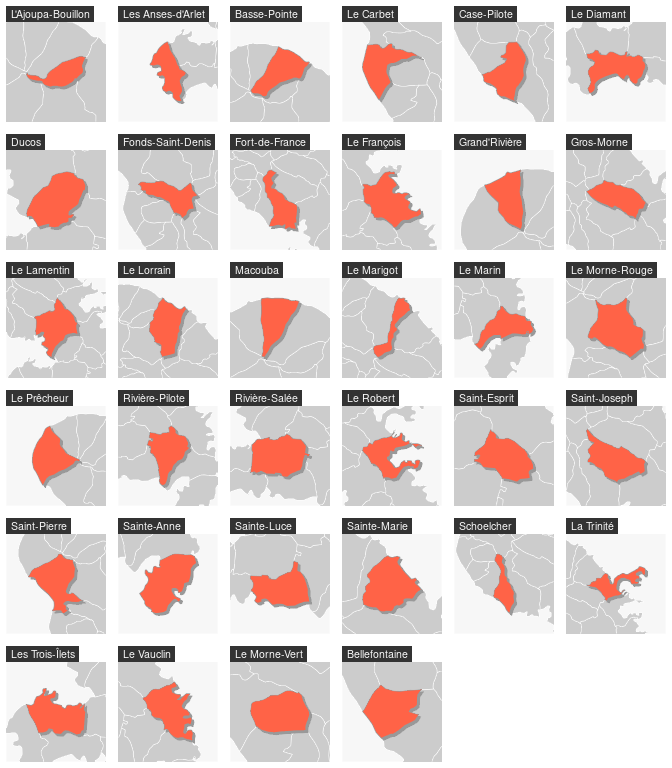 L'Ajoupa-Bouillon
Les Anses-d'Arlet
Basse-Pointe
Le Carbet
Case-Pilote
Le Diamant
Ducos
Fonds-Saint-Denis
Fort-de-France
Le François
Grand'Rivière
Gros-Morne
Le Lamentin
Le Lorrain
Macouba
Le Marigot
Le Marin
Le Morne-Rouge
Le Prêcheur
Rivière-Pilote
Rivière-Salée
Le Robert
Saint-Esprit
Saint-Joseph
Saint-Pierre
Sainte-Anne
Sainte-Luce
Sainte-Marie
Schoelcher
La Trinité
Les Trois-Îlets
Le Vauclin
Le Morne-Vert
Bellefontaine